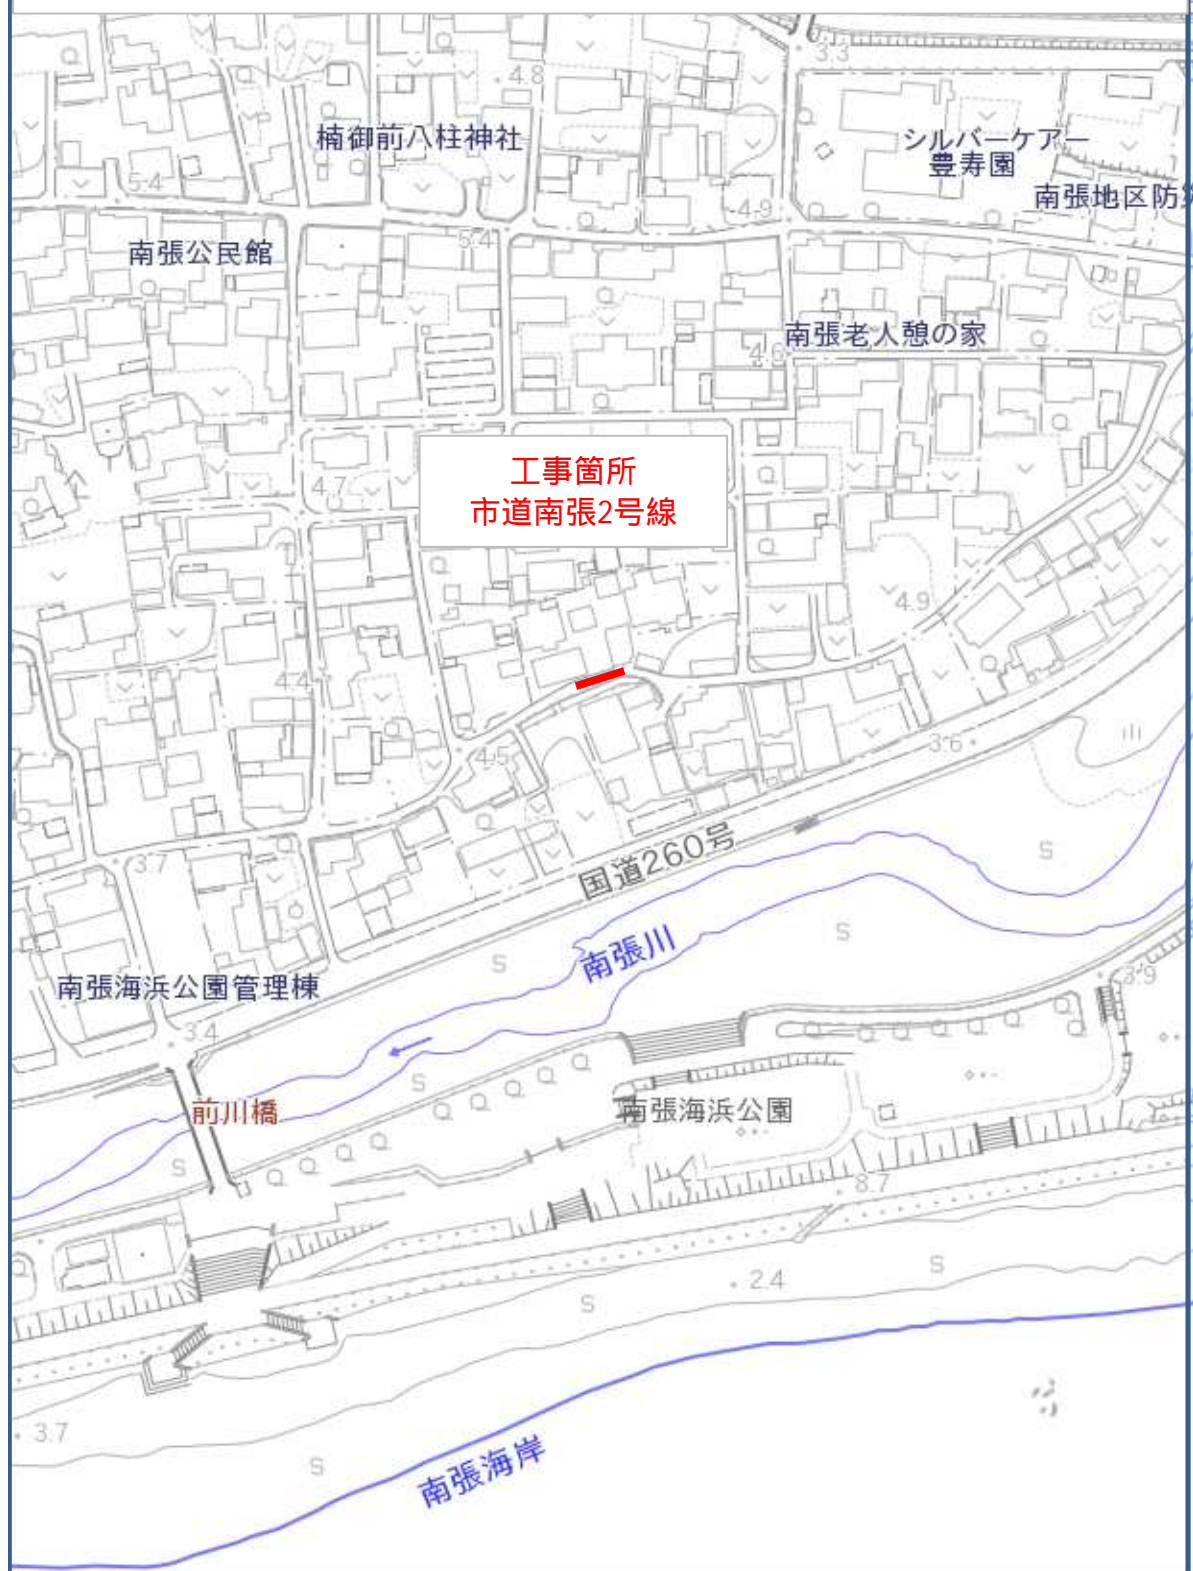 3.3
4.8
楠御前八柱神社
シルバーケアー
豊寿園
5.4
南張地区防
4.9
5.4
南張公民館
南張老人憩の家
4.6
工事箇所
市道南張2号線
4.7
4.9
4.4
3.6
4.5
国道260号
3.7
S
S
南張川
S
南張海浜公園管理棟
3.9
3.4
S
前川橋
南張海浜公園
S
8.7
S
2.4
S
3.7
S
南張海岸